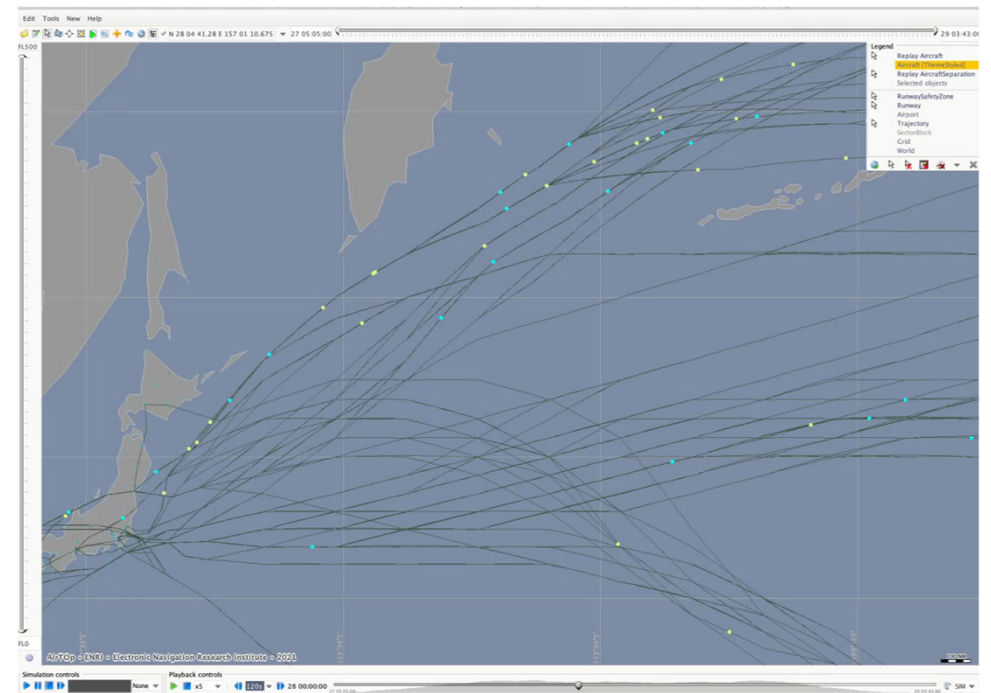 Edit Tools New Help
N 28 04 41.28 E 157 01 10.675 27 05:05:00 29 03:43:0
FL500
Legend
Replay Aircraft
Aircraft [ThemeStyled]
Replay AircraftSeparation
Selected objects
RunwaySafetyZone
Runway
Airport
Trajectory
SectorBlock
Grid
World
FL0
AirTOp - ENRI - Electronic Navigation Research Institute - 2021
Simulation controls
Playback controls
None x5 120s 28 00:00:00 SIM